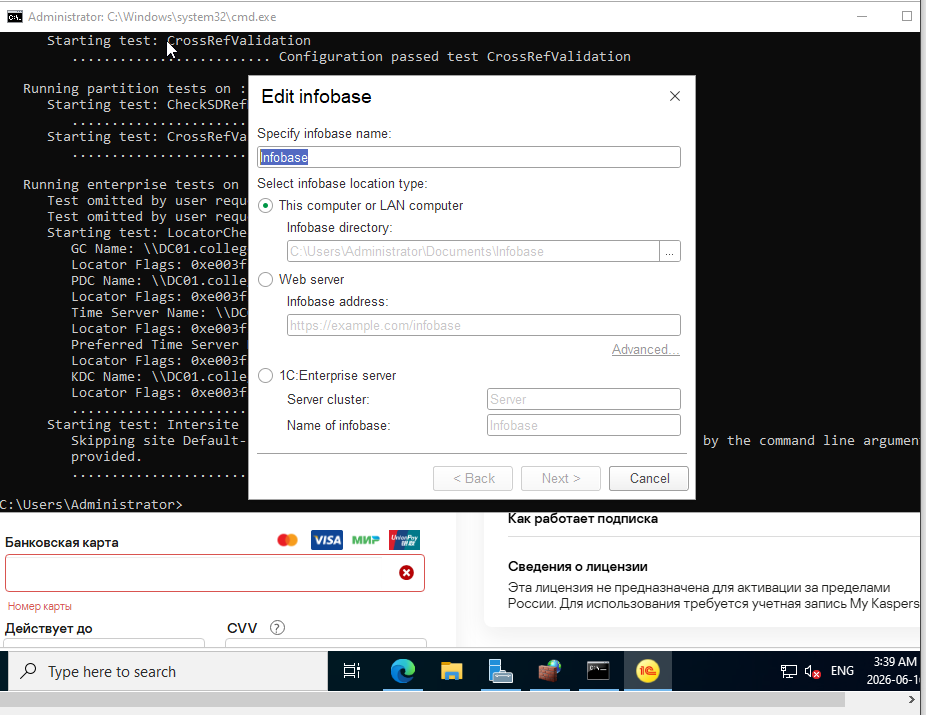 Administrator: C:\Windows\system32\cmd.exe
Starting test: CrossRefValidation
......................... Configuration passed test CrossRefValidation
Running partition tests on :
Starting test: CheckSDRef
......................
Starting test: CrossRefVa
......................
Running enterprise tests on
Test omitted by user requ
Test omitted by user requ
Starting test: LocatorChe
GC Name: \\DC01.colleg
Locator Flags: 0xe003f
PDC Name: \\DC01.colle
Locator Flags: 0xe003f
Time Server Name: \\DC
Locator Flags: 0xe003f
Preferred Time Server
Locator Flags: 0xe003f
KDC Name: \\DC01.colle
Locator Flags: 0xe003f
......................
Starting test: Intersite
Skipping site Default- by the command line argumen
provided.
......................
C:\Users\Administrator>
Edit infobase
Specify infobase name:
Infobase
Select infobase location type:
This computer or LAN computer
Infobase directory:
C:\Users\Administrator\Documents\Infobase ...
Web server
Infobase address:
https://example.com/infobase
Advanced...
1C:Enterprise server
Server cluster: Server
Name of infobase: Infobase
< Back Next > Cancel
Банковская карта VISA МИР UnionPay 银联
Номер карты
Действует до CVV ?
Как работает подписка
Сведения о лицензии
Эта лицензия не предназначена для активации за пределами
России. Для использования требуется учетная запись My Kaspers
Type here to search
1С
ENG
3:39 AM
2026-06-1